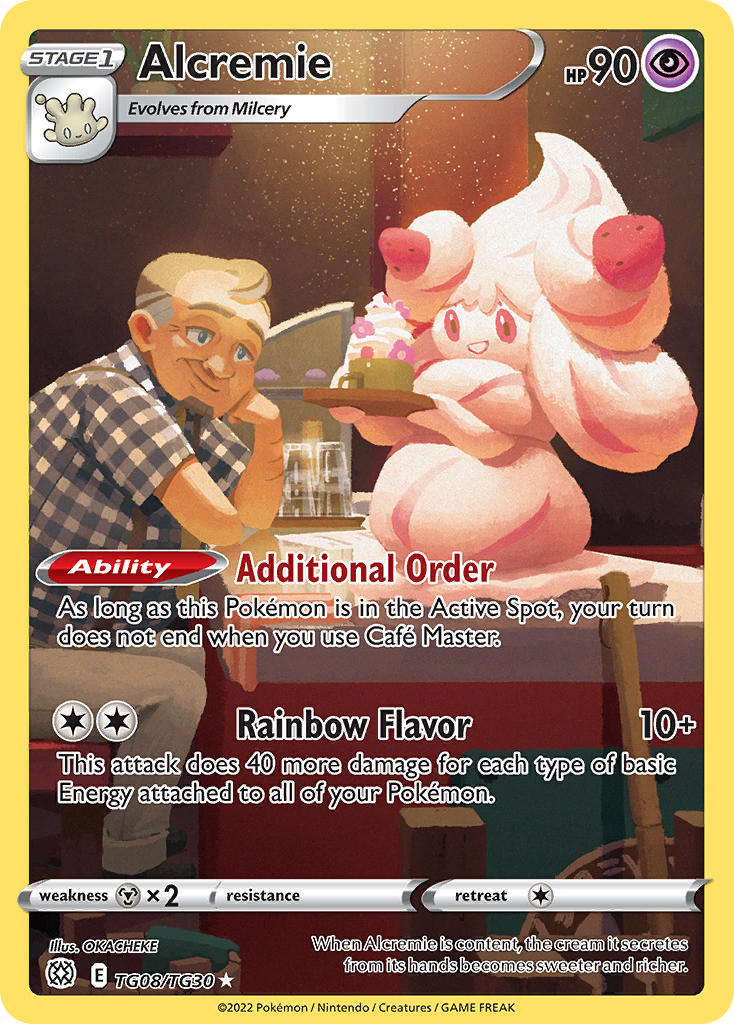 STAGE 1
Alcremie
HP 90
Evolves from Milcery
Ability Additional Order
As long as this Pokémon is in the Active Spot, your turn
does not end when you use Café Master.
Rainbow Flavor 10+
This attack does 40 more damage for each type of basic
Energy attached to all of your Pokémon.
weakness ×2 resistance retreat
Illus. OKACHEKE
When Alcremie is content, the cream it secretes
from its hands becomes sweeter and richer.
E TG08/TG30 ★
©2022 Pokémon / Nintendo / Creatures / GAME FREAK